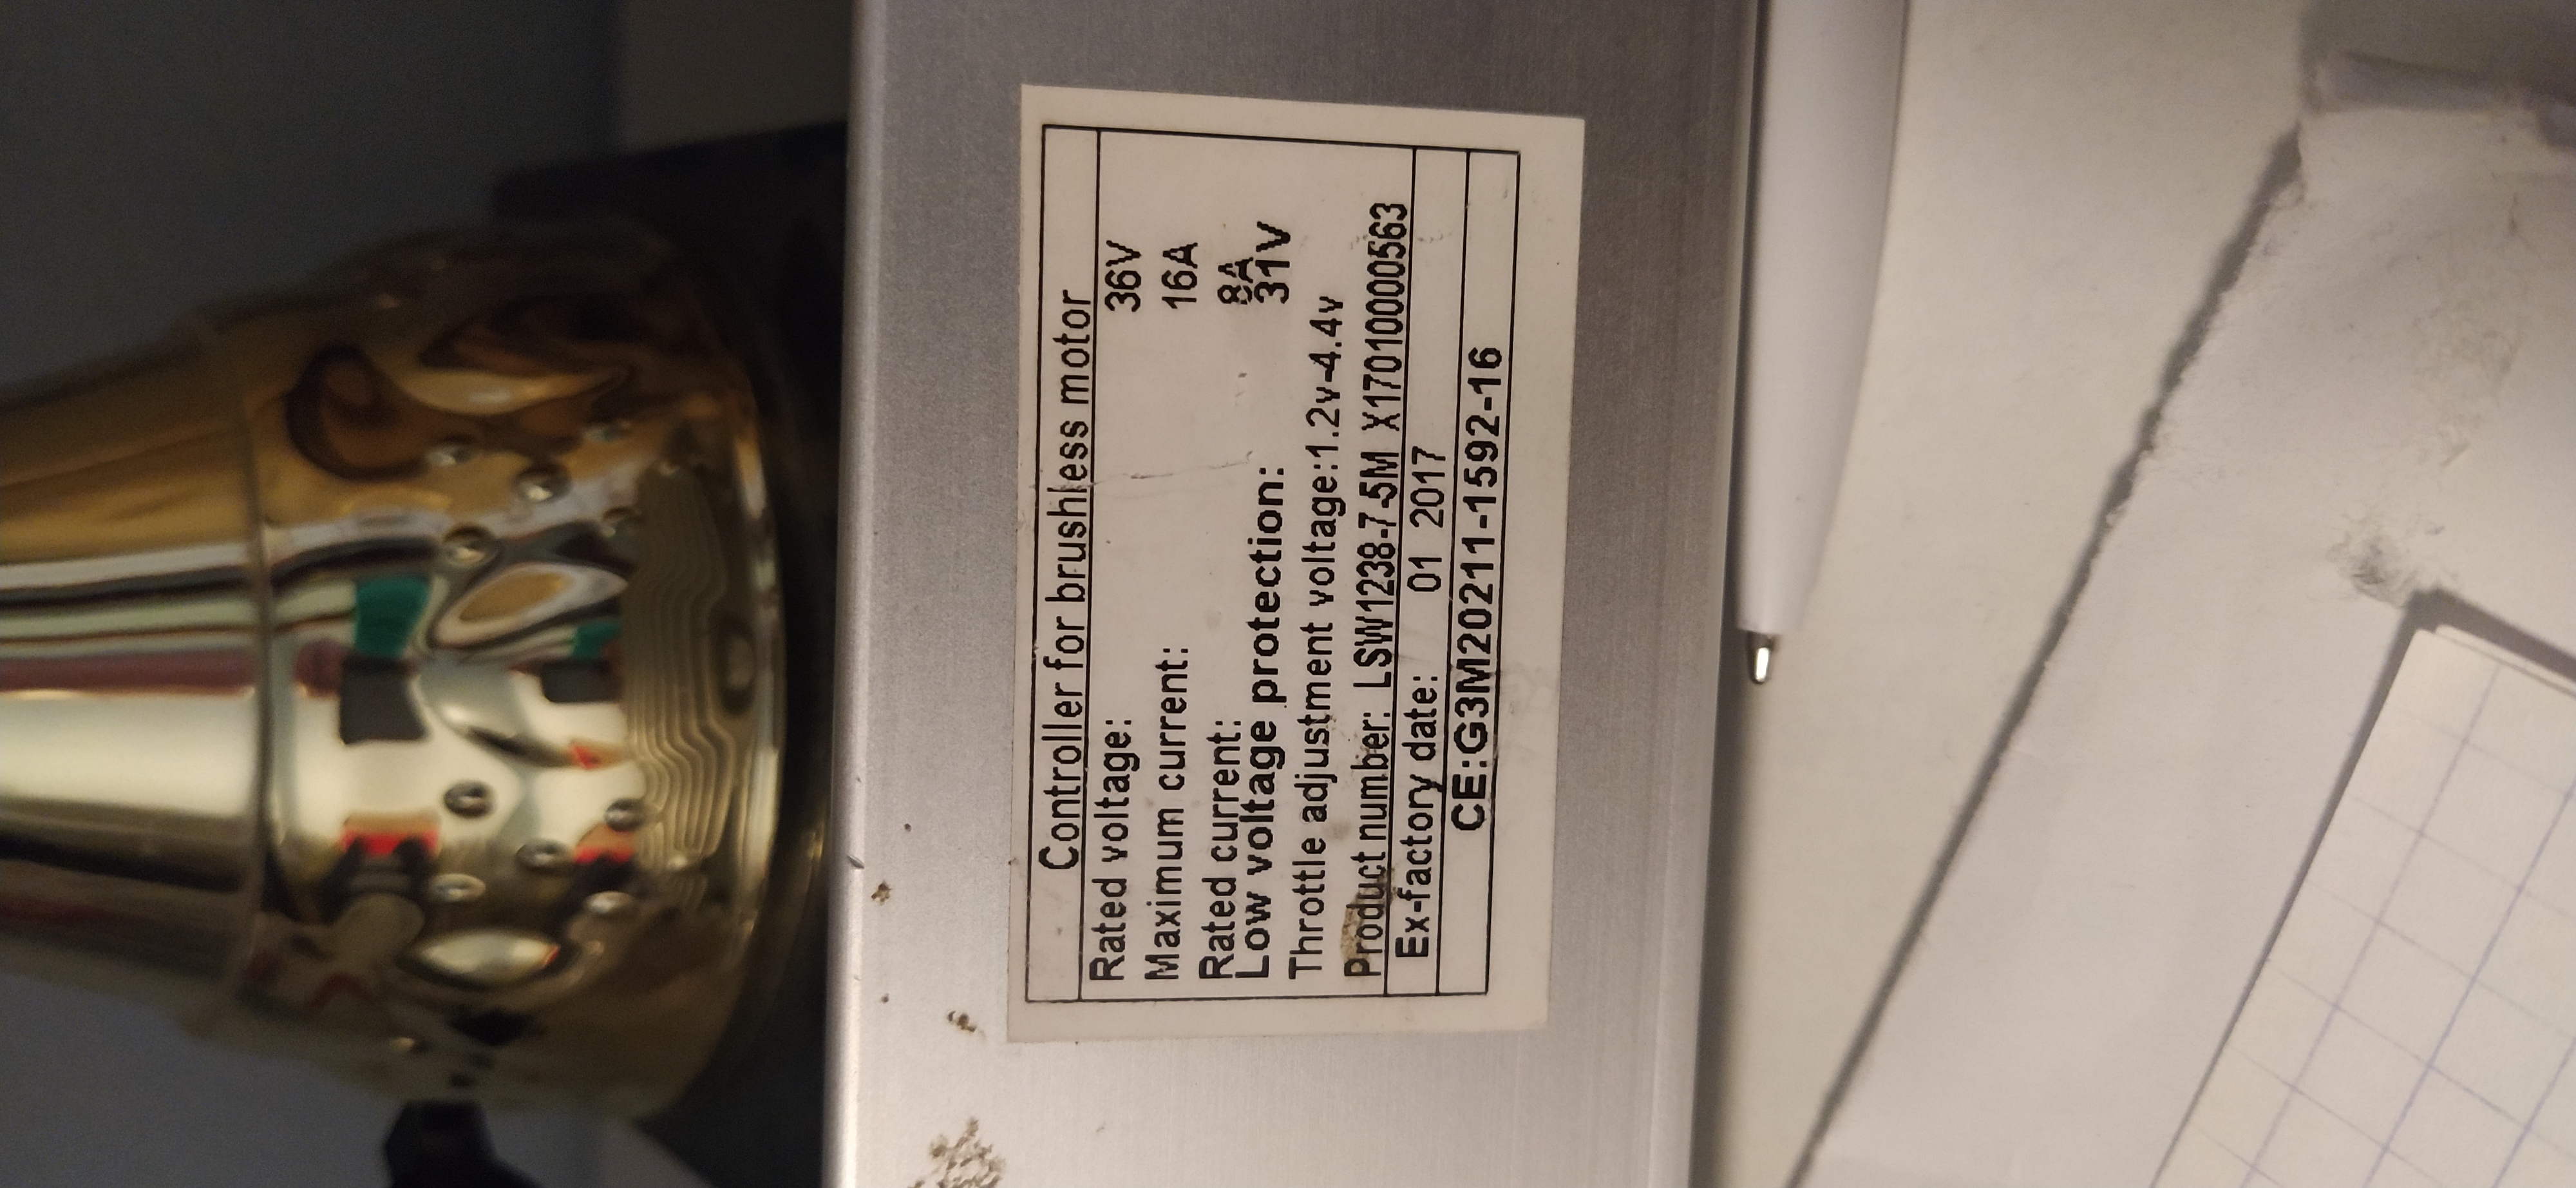 Controller for brushless motor
Rated voltage: 36V
Maximum current: 16A
Rated current: 8A
Low voltage protection: 31V
Throttle adjustment voltage:1.2v-4.4v
Product number: LSW1238-7-5M X17010000563
Ex-factory date: 01 2017
CE:G3M20211-1592-16